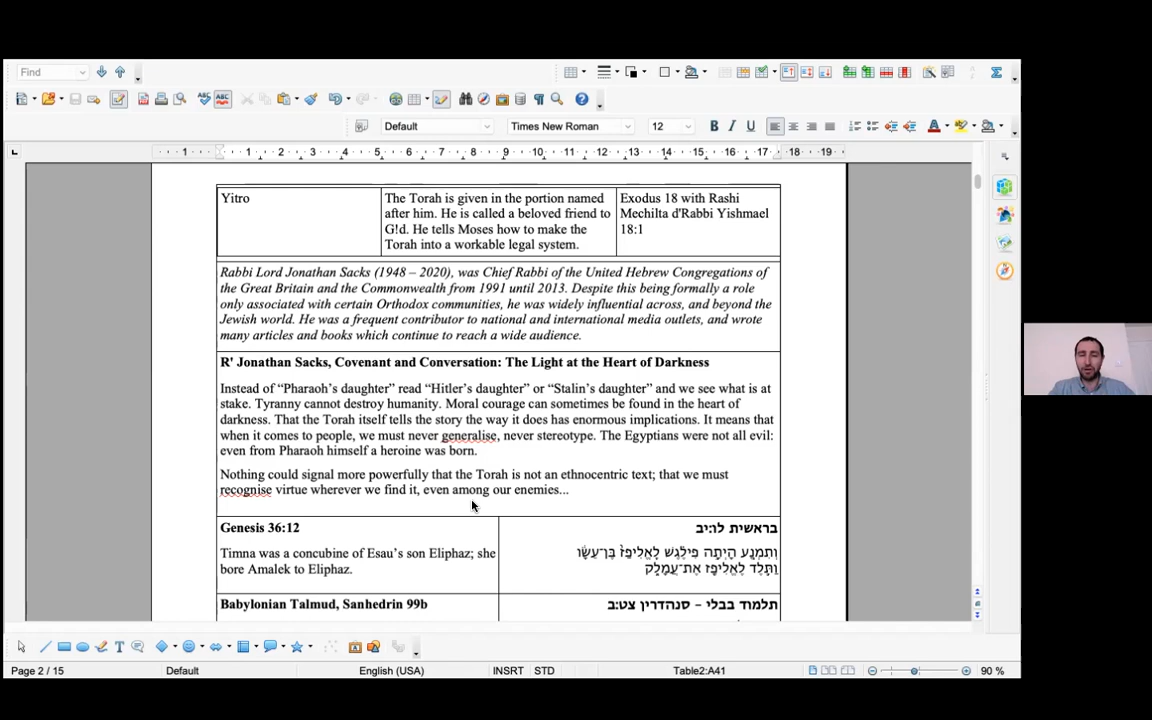 Find
Default
Times New Roman
12
1 1 2 3 4 5 6 7 8 9 10 11 12 13 14 15 16 17 18 19
Yitro
The Torah is given in the portion named
after him. He is called a beloved friend to
G!d. He tells Moses how to make the
Torah into a workable legal system.
Exodus 18 with Rashi
Mechilta d'Rabbi Yishmael
18:1
Rabbi Lord Jonathan Sacks (1948 – 2020), was Chief Rabbi of the United Hebrew Congregations of
the Great Britain and the Commonwealth from 1991 until 2013. Despite this being formally a role
only associated with certain Orthodox communities, he was widely influential across, and beyond the
Jewish world. He was a frequent contributor to national and international media outlets, and wrote
many articles and books which continue to reach a wide audience.
R' Jonathan Sacks, Covenant and Conversation: The Light at the Heart of Darkness
Instead of “Pharaoh’s daughter” read “Hitler’s daughter” or “Stalin’s daughter” and we see what is at
stake. Tyranny cannot destroy humanity. Moral courage can sometimes be found in the heart of
darkness. That the Torah itself tells the story the way it does has enormous implications. It means that
when it comes to people, we must never generalise, never stereotype. The Egyptians were not all evil:
even from Pharaoh himself a heroine was born.
Nothing could signal more powerfully that the Torah is not an ethnocentric text; that we must
recognise virtue wherever we find it, even among our enemies...
Genesis 36:12
Timna was a concubine of Esau’s son Eliphaz; she
bore Amalek to Eliphaz.
בראשית לו:יב
וְתִמְנַ֣ע ׀ הָיְתָ֣ה פִילֶ֗גֶשׁ לֶאֱלִיפַז֙ בֶּן־עֵשָׂ֔ו
וַתֵּ֥לֶד לֶאֱלִיפַ֖ז אֶת־עֲמָלֵ֑ק
Babylonian Talmud, Sanhedrin 99b
תלמוד בבלי – סנהדרין צט:ב
Page 2 / 15
Default
English (USA)
INSRT
STD
Table2:A41
90 %